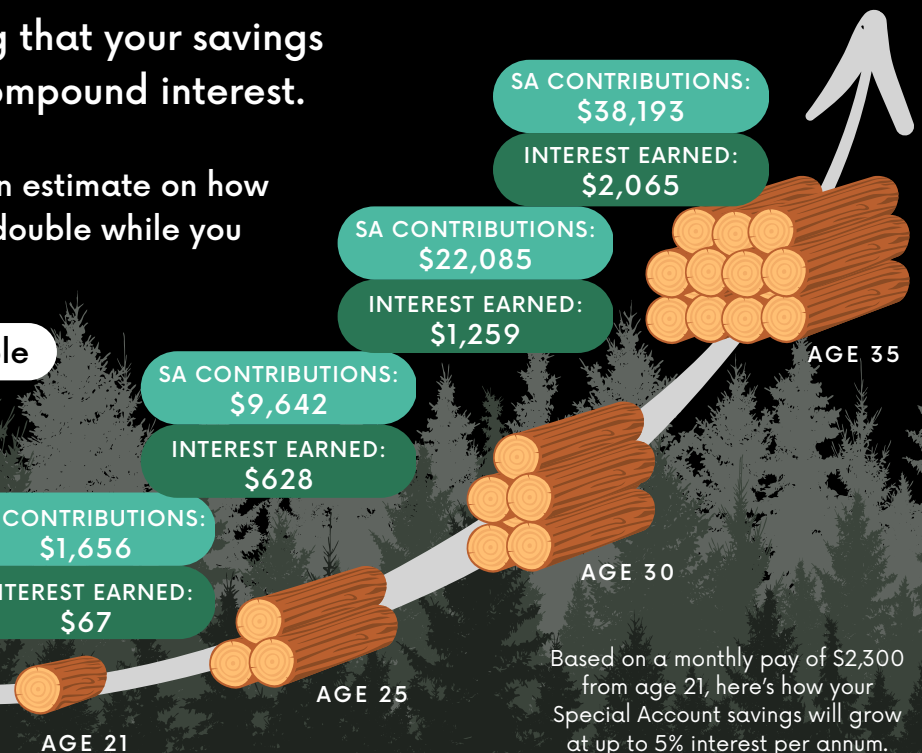 that your savings
compound interest.
estimate on how
double while you
SA CONTRIBUTIONS:
$38,193
INTEREST EARNED:
$2,065
SA CONTRIBUTIONS:
$22,085
INTEREST EARNED:
$1,259
AGE 35
SA CONTRIBUTIONS:
$9,642
INTEREST EARNED:
$628
AGE 30
CONTRIBUTIONS:
$1,656
INTEREST EARNED:
$67
AGE 25
AGE 21
Based on a monthly pay of S2,300
from age 21, here's how your
Special Account savings will grow
at up to 5% interest per annum.